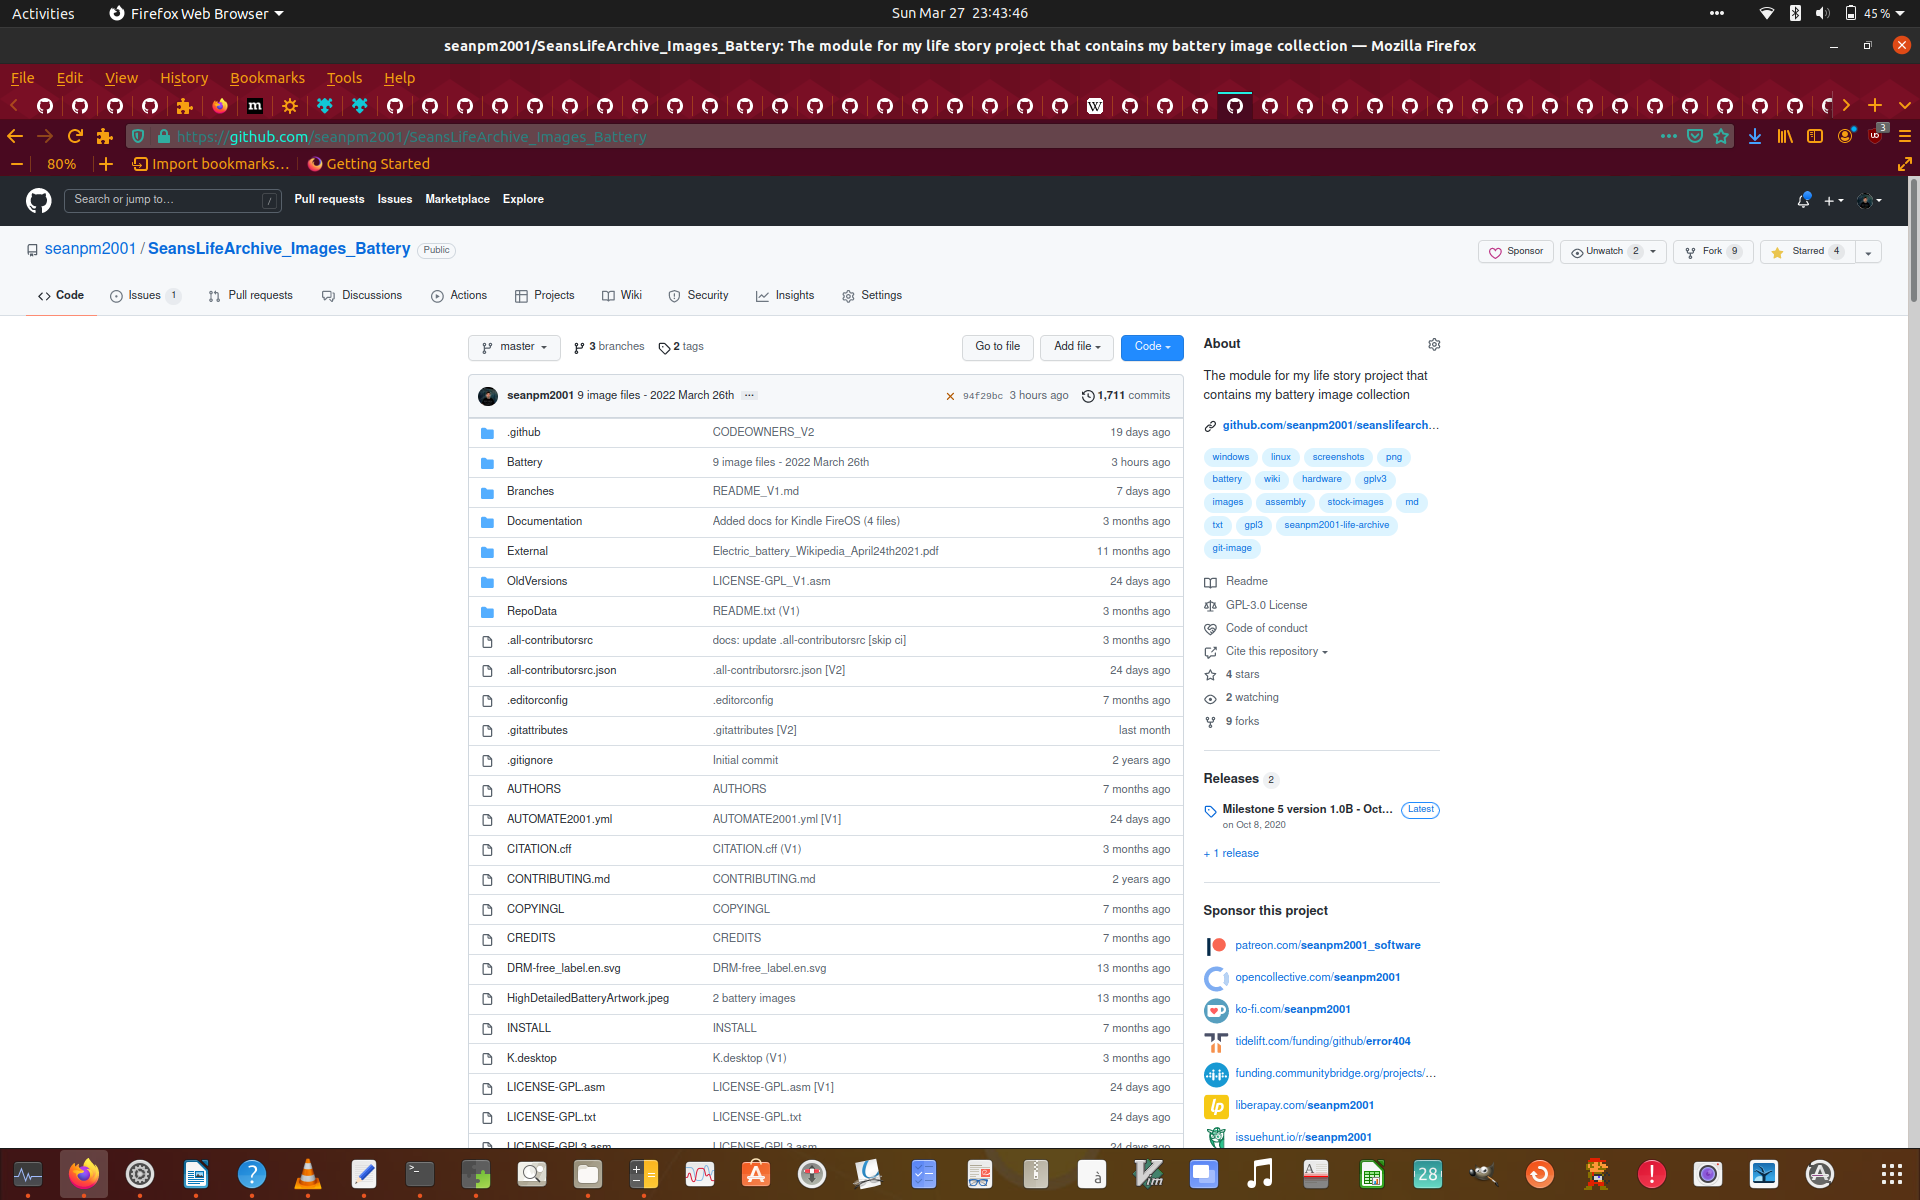 Activities
Firefox Web Browser
Sun Mar 27 23:43:46
45 %
seanpm2001/SeansLifeArchive_Images_Battery: The module for my life story project that contains my battery image collection — Mozilla Firefox
File Edit View History Bookmarks Tools Help
https://github.com/seanpm2001/SeansLifeArchive_Images_Battery
3
80%
Import bookmarks…
Getting Started
Search or jump to…
/
Pull requests Issues Marketplace Explore
seanpm2001 / SeansLifeArchive_Images_Battery Public
Sponsor
Unwatch 2
Fork 9
Starred 4
Code
Issues 1
Pull requests
Discussions
Actions
Projects
Wiki
Security
Insights
Settings
master
3 branches
2 tags
Go to file
Add file
Code
seanpm2001 9 image files - 2022 March 26th ... 94f29bc 3 hours ago 1,711 commits
.github CODEOWNERS_V2 19 days ago
Battery 9 image files - 2022 March 26th 3 hours ago
Branches README_V1.md 7 days ago
Documentation Added docs for Kindle FireOS (4 files) 3 months ago
External Electric_battery_Wikipedia_April24th2021.pdf 11 months ago
OldVersions LICENSE-GPL_V1.asm 24 days ago
RepoData README.txt (V1) 3 months ago
.all-contributorsrc docs: update .all-contributorsrc [skip ci] 3 months ago
.all-contributorsrc.json .all-contributorsrc.json [V2] 24 days ago
.editorconfig .editorconfig 7 months ago
.gitattributes .gitattributes [V2] last month
.gitignore Initial commit 2 years ago
AUTHORS AUTHORS 7 months ago
AUTOMATE2001.yml AUTOMATE2001.yml [V1] 24 days ago
CITATION.cff CITATION.cff (V1) 3 months ago
CONTRIBUTING.md CONTRIBUTING.md 2 years ago
COPYINGL COPYINGL 7 months ago
CREDITS CREDITS 7 months ago
DRM-free_label.en.svg DRM-free_label.en.svg 13 months ago
HighDetailedBatteryArtwork.jpeg 2 battery images 13 months ago
INSTALL INSTALL 7 months ago
K.desktop K.desktop (V1) 3 months ago
LICENSE-GPL.asm LICENSE-GPL.asm [V1] 24 days ago
LICENSE-GPL.txt LICENSE-GPL.txt 24 days ago
LICENSE-GPL3.asm LICENSE-GPL3.asm 24 days ago
About
The module for my life story project that
contains my battery image collection
github.com/seanpm2001/seanslifearch…
windows linux screenshots png
battery wiki hardware gplv3
images assembly stock-images md
txt gpl3 seanpm2001-life-archive
git-image
Readme
GPL-3.0 License
Code of conduct
Cite this repository
4 stars
2 watching
9 forks
Releases 2
Milestone 5 version 1.0B - Oct… Latest
on Oct 8, 2020
+ 1 release
Sponsor this project
patreon.com/seanpm2001_software
opencollective.com/seanpm2001
ko-fi.com/seanpm2001
tidelift.com/funding/github/error404
funding.communitybridge.org/projects/…
liberapay.com/seanpm2001
issuehunt.io/r/seanpm2001
28